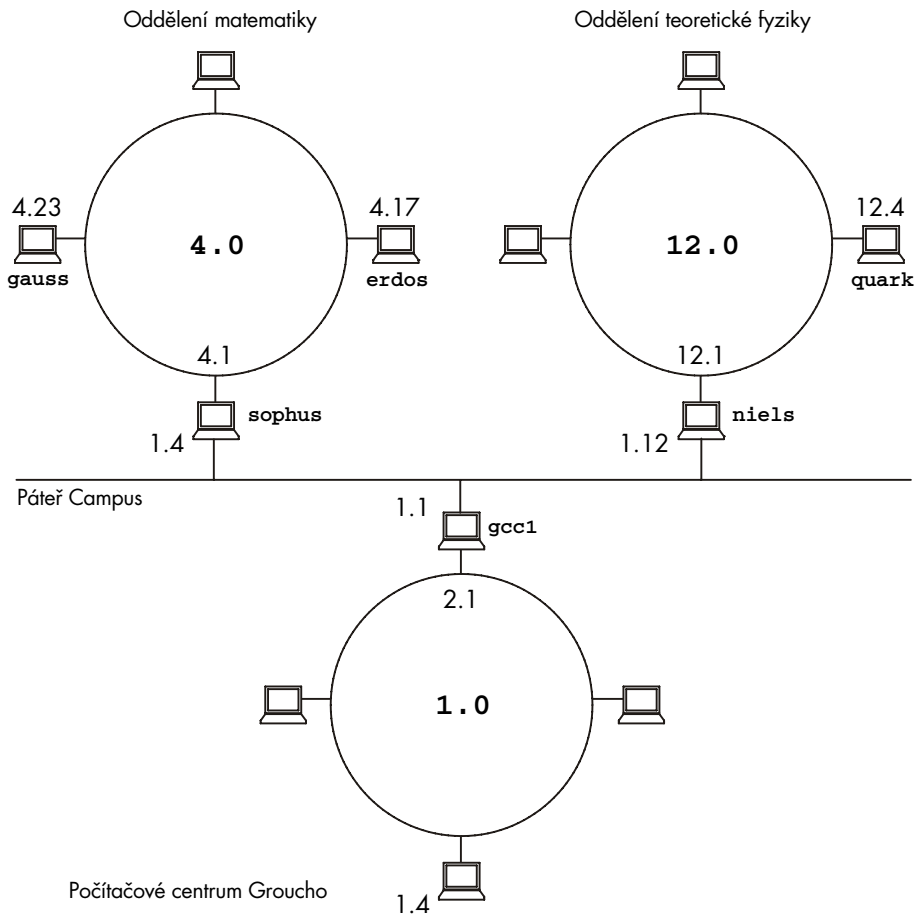 Oddělení matematiky
Oddělení teoretické fyziky
4.23
4.17
12.4
4.0
12.0
gauss
erdos
quark
4.1
12.1
sophus
niels
1.4
1.12
Páteř Campus
1.1
gcc1
2.1
1.0
Počítačové centrum Groucho
1.4